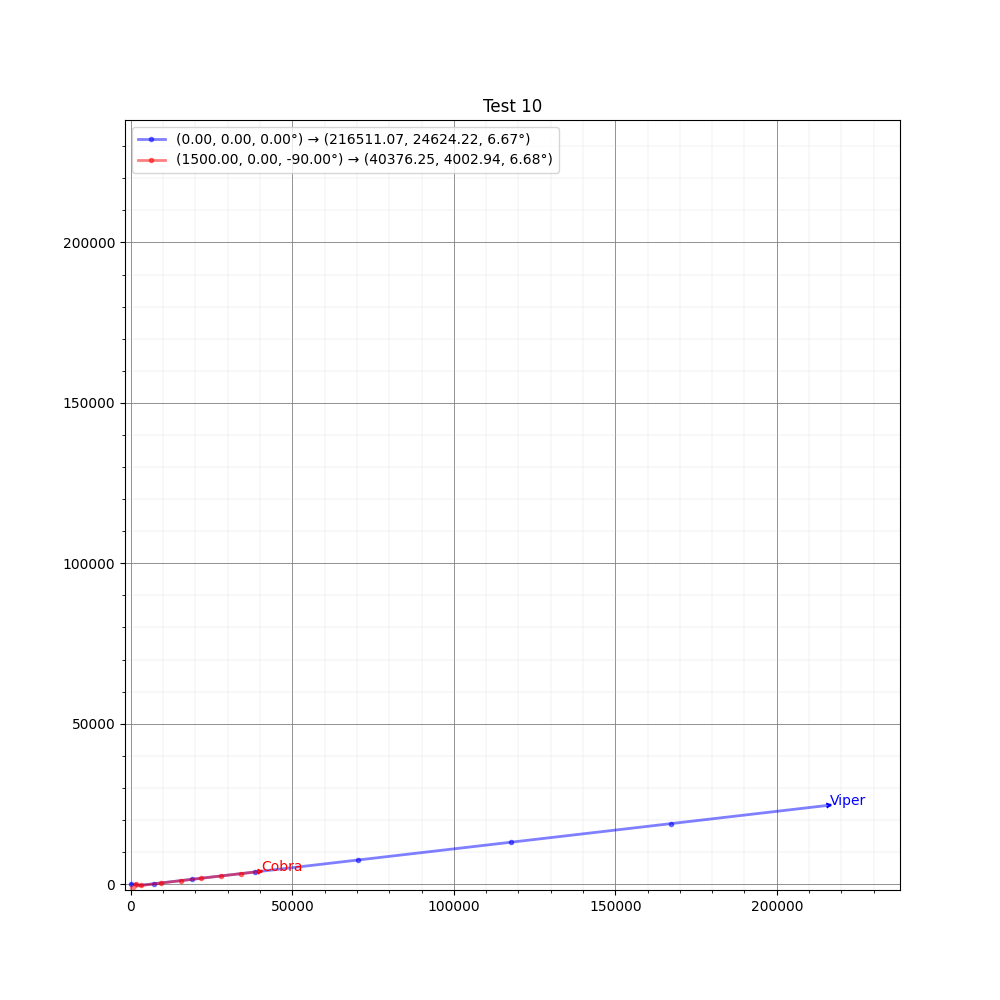 Test 10
(0.00, 0.00, 0.00°) → (216511.07, 24624.22, 6.67°)
(1500.00, 0.00, -90.00°) → (40376.25, 4002.94, 6.68°)
200000
150000
100000
50000
0
Viper
Cobra
0 50000 100000 150000 200000